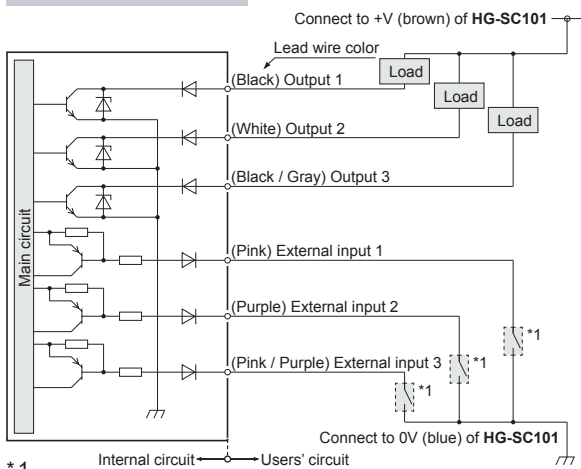 Connect to +V (brown) of HG-SC101
Lead wire color
(Black) Output 1
Load
(White) Output 2
Load
(Black / Gray) Output 3
Load
Main circuit
(Pink) External input 1
(Purple) External input 2
*1
(Pink / Purple) External input 3
*1
*1
Connect to 0V (blue) of HG-SC101
* 1
Internal circuit
Users' circuit